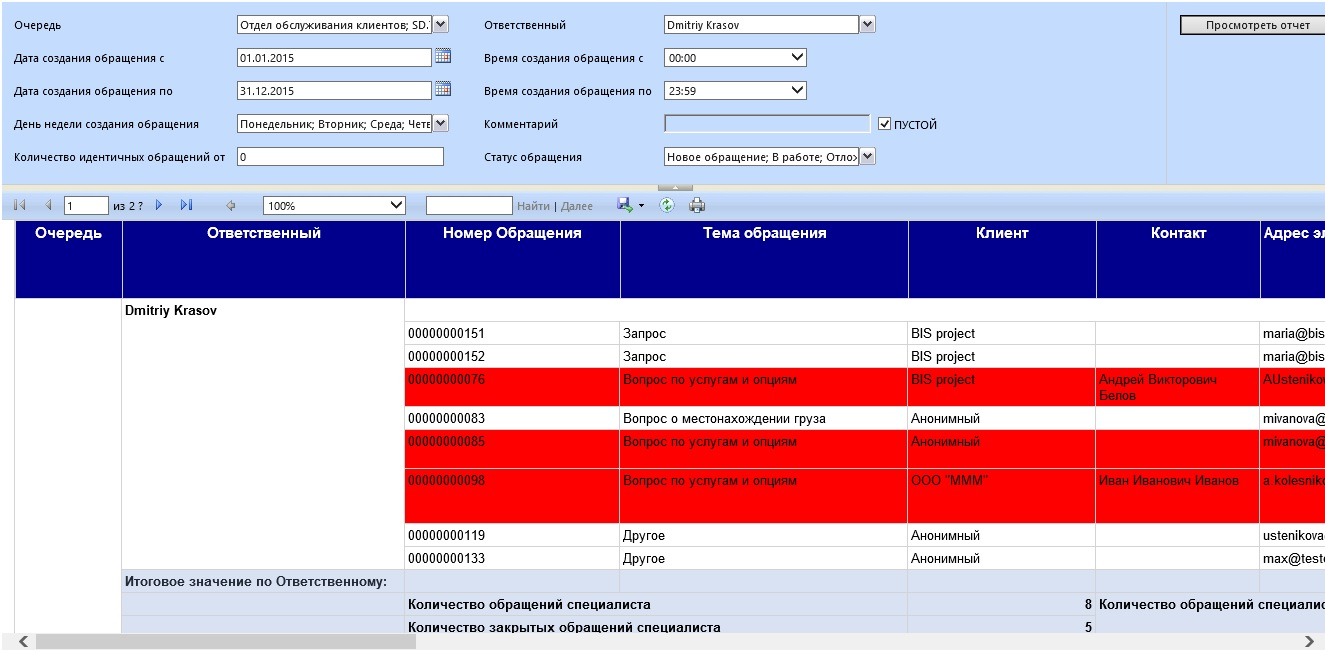 Очередь Отдел обслуживания клиентов; SD. Ответственный Dmitriy Krasov Просмотреть отчет
Дата создания обращения с 01.01.2015 Время создания обращения с 00:00
Дата создания обращения по 31.12.2015 Время создания обращения по 23:59
День недели создания обращения Понедельник; Вторник; Среда; Четв Комментарий ПУСТОЙ
Количество идентичных обращений от 0 Статус обращения Новое обращение; В работе; Отлож
1 из 2 ? 100% Найти | Далее
Очередь Ответственный Номер Обращения Тема обращения Клиент Контакт Адрес эл
Dmitriy Krasov
00000000151 Запрос BIS project maria@bis
00000000152 Запрос BIS project maria@bis
00000000076 Вопрос по услугам и опциям BIS project Андрей Викторович AUstenikov
Белов
00000000083 Вопрос о местонахождении груза Анонимный mivanova@
00000000085 Вопрос по услугам и опциям Анонимный mivanova@
00000000098 Вопрос по услугам и опциям ООО "МММ" Иван Иванович Иванов a.kolesniko
00000000119 Другое Анонимный ustenikova
00000000133 Другое Анонимный max@teste
Итоговое значение по Ответственному:
Количество обращений специалиста 8 Количество обращений специалис
Количество закрытых обращений специалиста 5